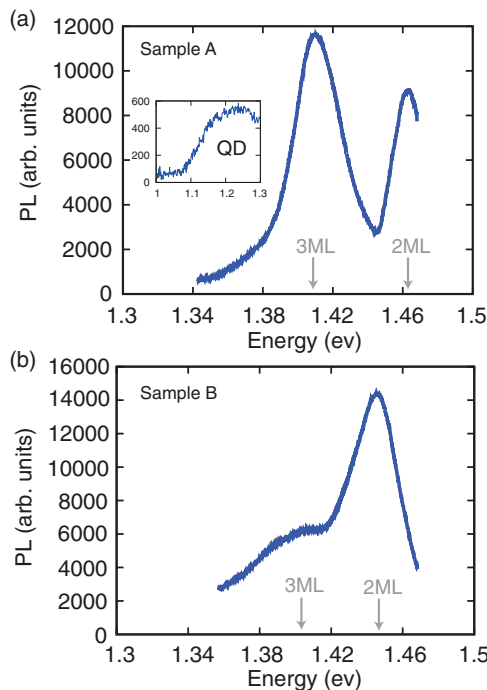 (a)
Sample A
PL (arb. units)
12000
10000
8000
6000
4000
2000
0
600
400
200
0
QD
1 1.1 1.2 1.3
3ML
2ML
1.3 1.34 1.38 1.42 1.46 1.5
Energy (ev)
(b)
Sample B
PL (arb. units)
16000
14000
12000
10000
8000
6000
4000
2000
0
3ML
2ML
1.3 1.34 1.38 1.42 1.46 1.5
Energy (ev)